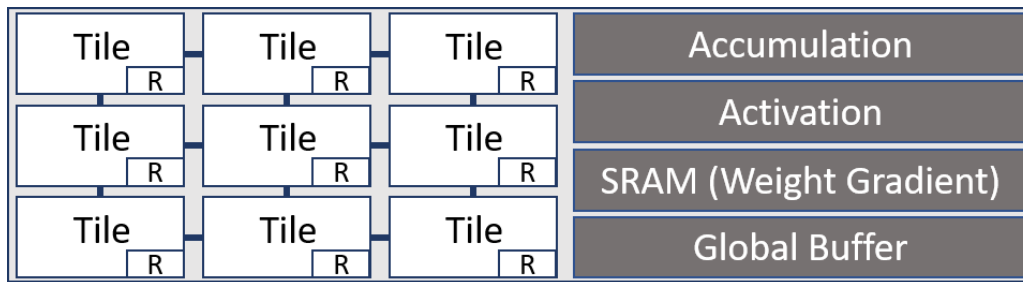 Tile
R
Tile
R
Tile
R
Tile
R
Tile
R
Tile
R
Tile
R
Tile
R
Tile
R
Accumulation
Activation
SRAM (Weight Gradient)
Global Buffer